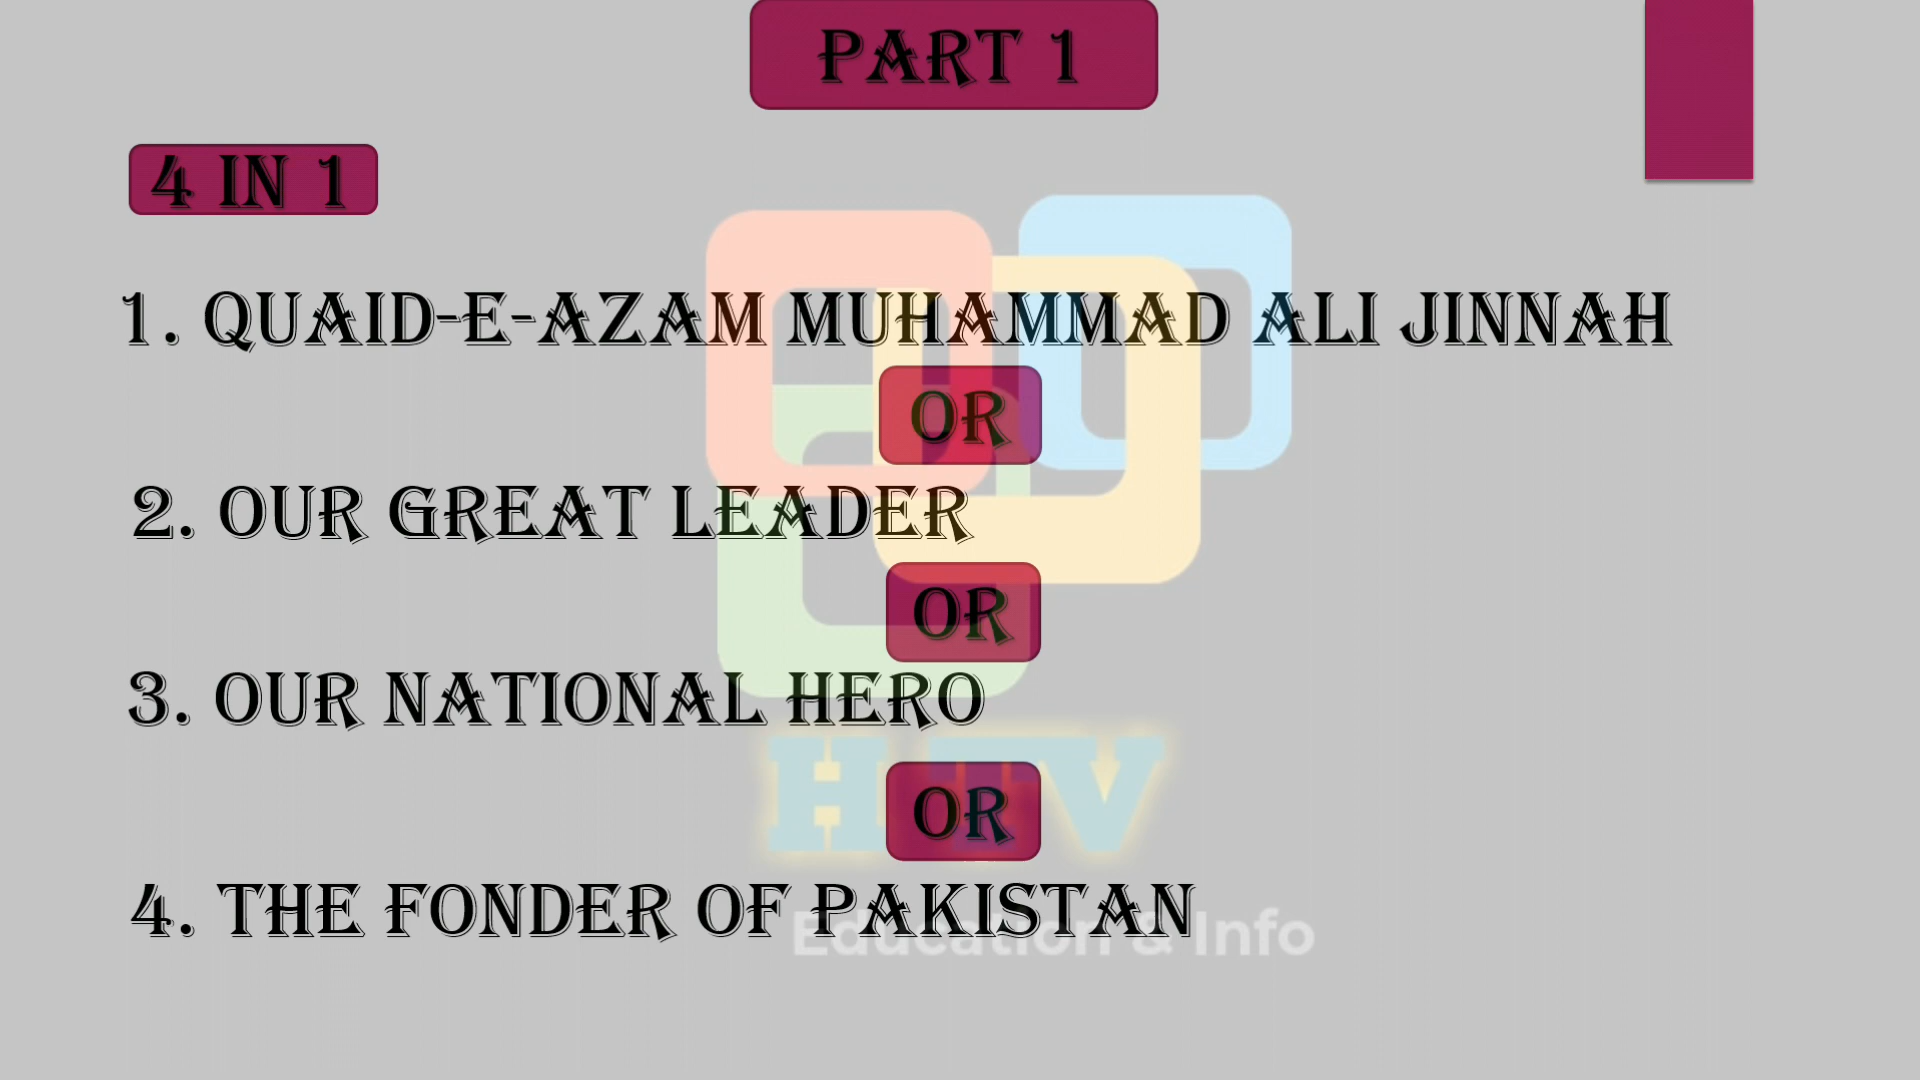 PART 1
4 IN 1
1. QUAID-E-AZAM MUHAMMAD ALI JINNAH
OR
2. OUR GREAT LEADER
OR
3. OUR NATIONAL HERO
H TV
OR
4. THE FONDER OF PAKISTAN
Education & Info